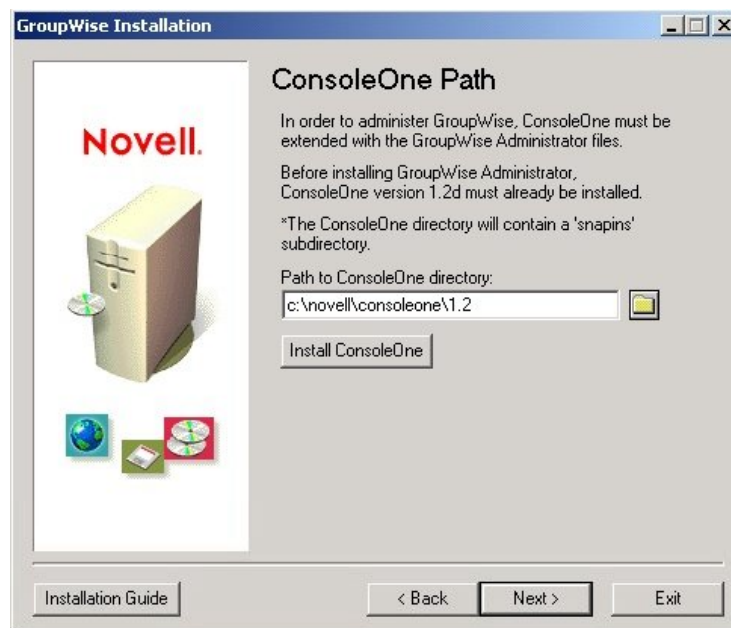 GroupWise Installation
Novell.
ConsoleOne Path
In order to administer GroupWise, ConsoleOne must be
extended with the GroupWise Administrator files.
Before installing GroupWise Administrator,
ConsoleOne version 1.2d must already be installed.
*The ConsoleOne directory will contain a 'snapins'
subdirectory.
Path to ConsoleOne directory:
c:\novell\consoleone\1.2
Install ConsoleOne
Installation Guide
< Back
Next >
Exit